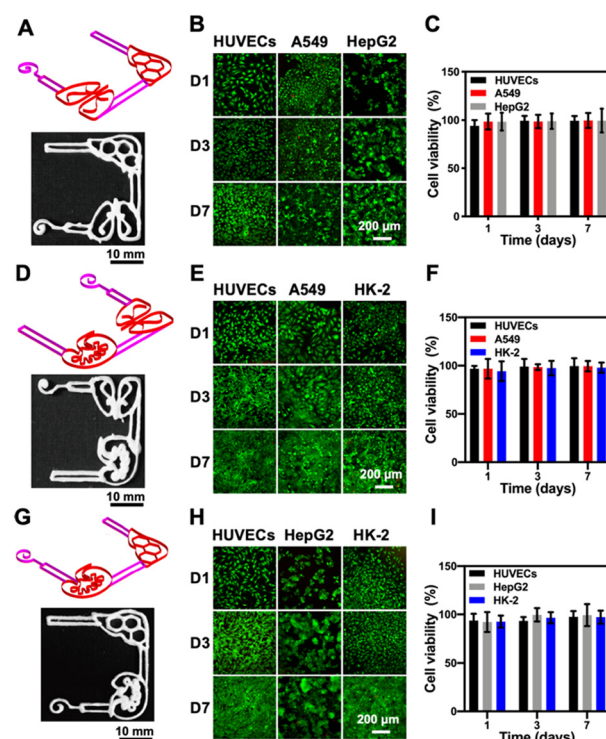 A
10 mm
B
HUVECs A549 HepG2
D1
D3
D7
200 µm
C
HUVECs
A549
HepG2
Cell viability (%)
150
100
50
0
1 3 7
Time (days)
D
10 mm
E
HUVECs A549 HK-2
D1
D3
D7
200 µm
F
HUVECs
A549
HK-2
Cell viability (%)
150
100
50
0
1 3 7
Time (days)
G
10 mm
H
HUVECs HepG2 HK-2
D1
D3
D7
200 µm
I
HUVECs
HepG2
HK-2
Cell viability (%)
150
100
50
0
1 3 7
Time (days)